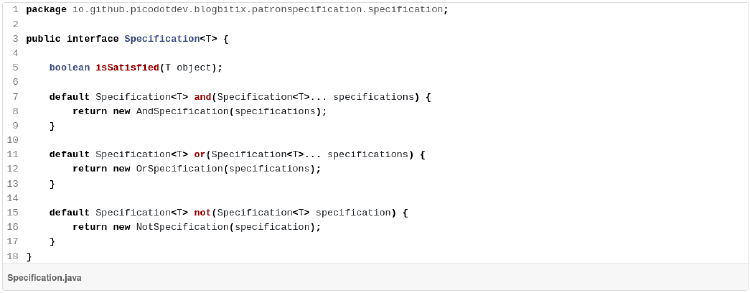 1 package io.github.picodotdev.blogbitix.patronspecification.specification;
2
3 public interface Specification<T> {
4
5     boolean isSatisfied(T object);
6
7     default Specification<T> and(Specification<T>... specifications) {
8         return new AndSpecification(specifications);
9     }
10
11     default Specification<T> or(Specification<T>... specifications) {
12         return new OrSpecification(specifications);
13     }
14
15     default Specification<T> not(Specification<T> specification) {
16         return new NotSpecification(specification);
17     }
18 }
Specification.java